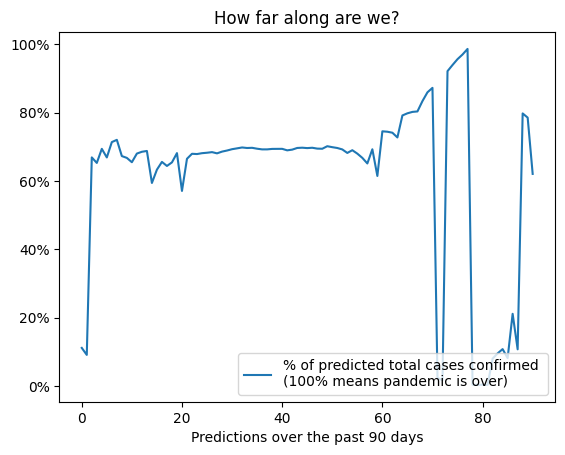 How far along are we?
100%
80%
60%
40%
20%
0%
% of predicted total cases confirmed
(100% means pandemic is over)
0 20 40 60 80
Predictions over the past 90 days